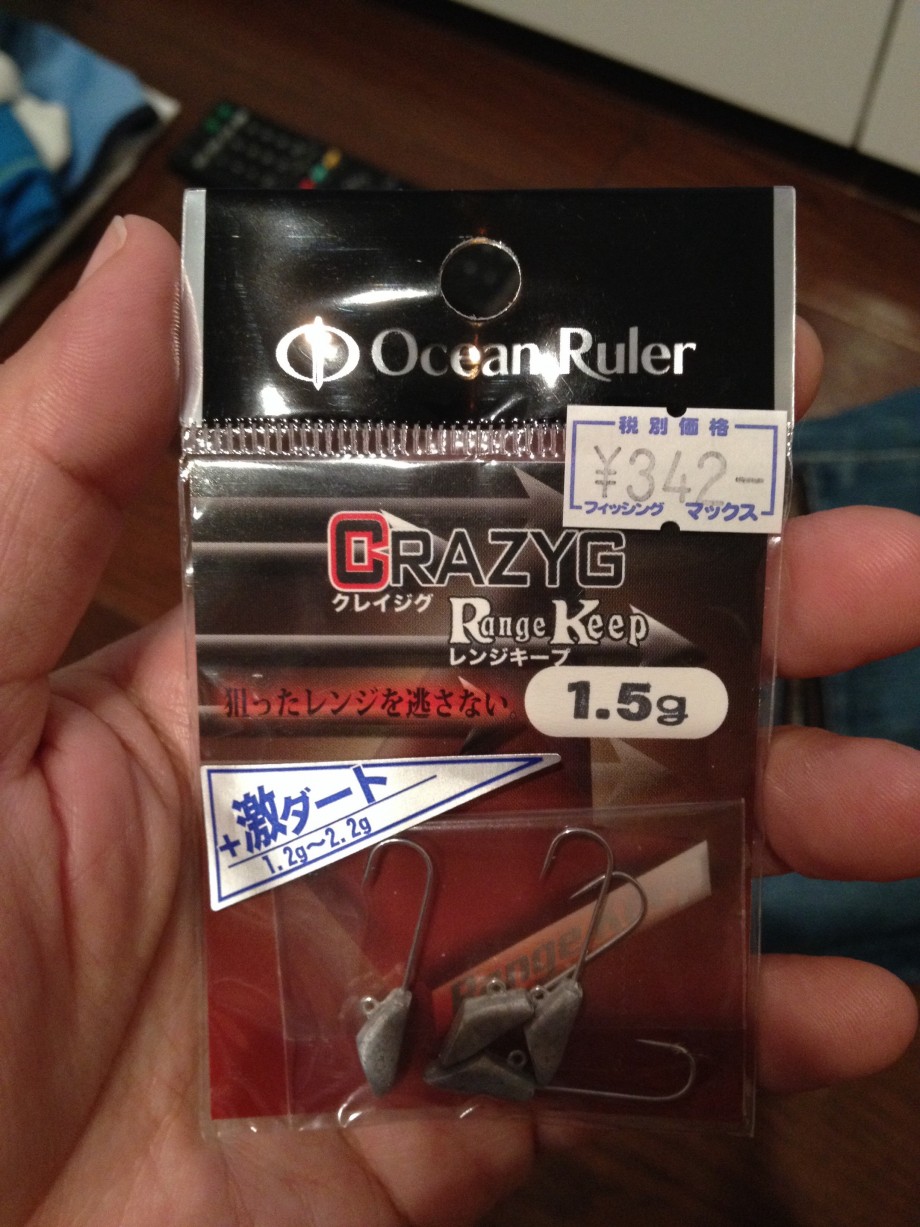 Ocean Ruler
税別価格
¥342-
フィッシング マックス
CRAZYG
クレイジグ
Range Keep
レンジキープ
狙ったレンジを逃さない。
1.5g
+激ダート
1.2g～2.2g
Range